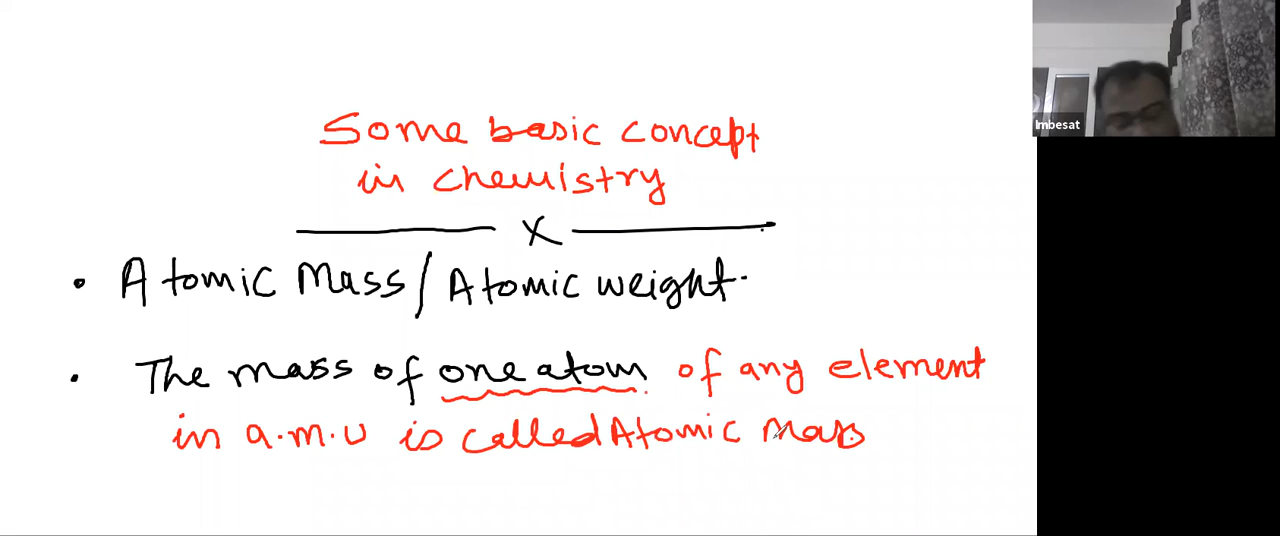 Some basic concept
in chemistry
x
Imbesat
• Atomic Mass/Atomic weight.
• The mass of one atom of any element
in a.m.u is called Atomic Mass